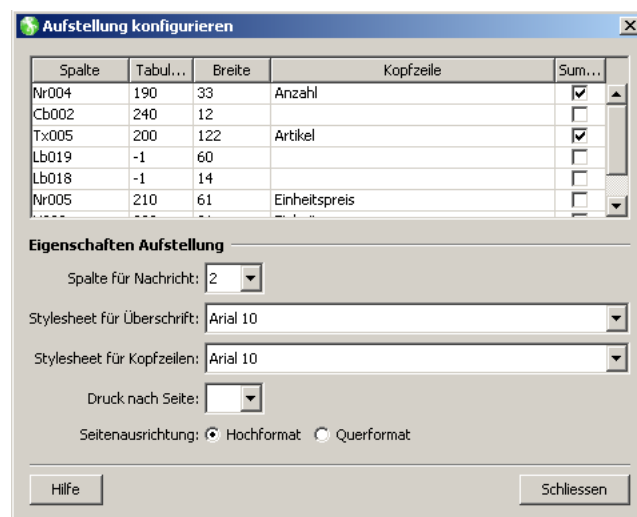 Aufstellung konfigurieren
Spalte Tabul... Breite Kopfzeile Sum...
Nr004 190 33 Anzahl
Cb002 240 12
Tx005 200 122 Artikel
Lb019 -1 60
Lb018 -1 14
Nr005 210 61 Einheitspreis
Eigenschaften Aufstellung
Spalte für Nachricht: 2
Stylesheet für Überschrift: Arial 10
Stylesheet für Kopfzeilen: Arial 10
Druck nach Seite:
Seitenausrichtung: Hochformat Querformat
Hilfe Schliessen